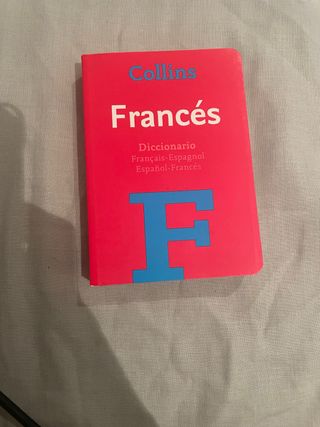 Collins
Francés
Diccionario
Français-Espagnol
Español-Francés
F